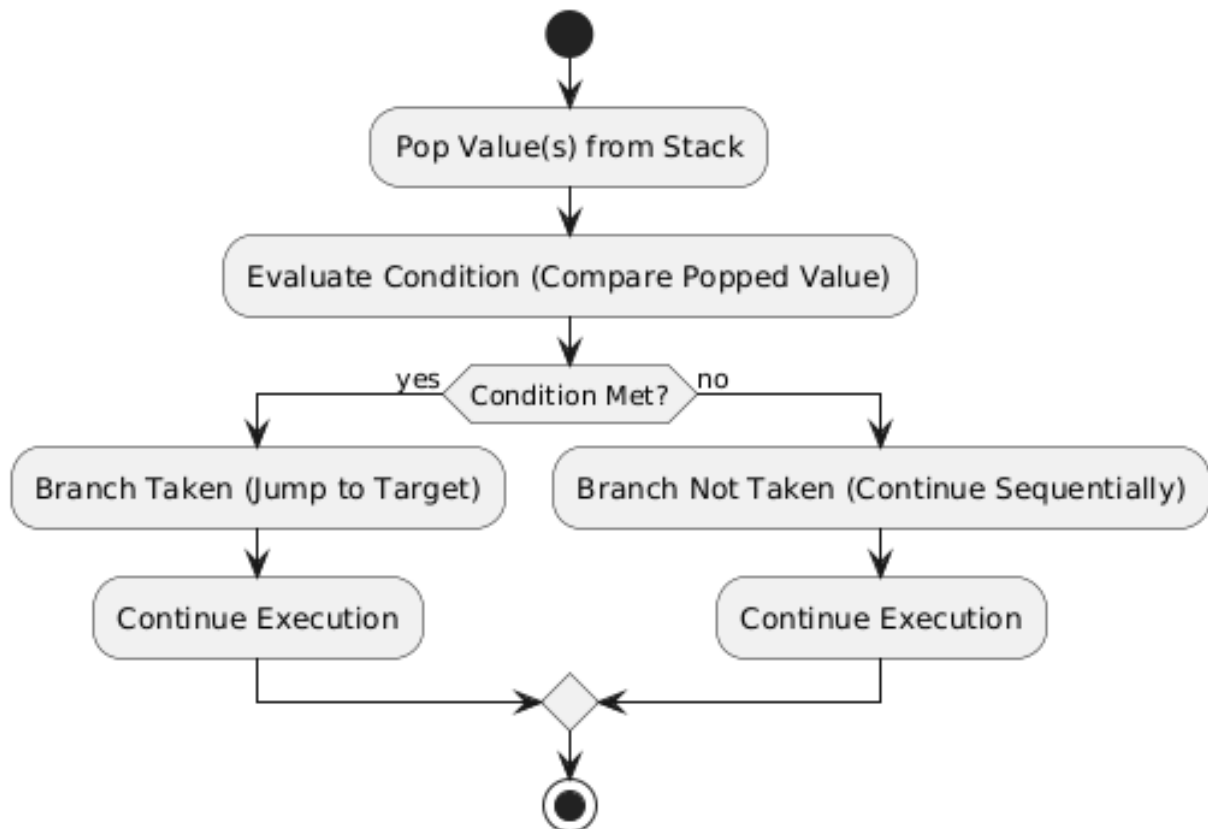 Pop Value(s) from Stack
Evaluate Condition (Compare Popped Value)
yes
Condition Met?
no
Branch Taken (Jump to Target)
Branch Not Taken (Continue Sequentially)
Continue Execution
Continue Execution